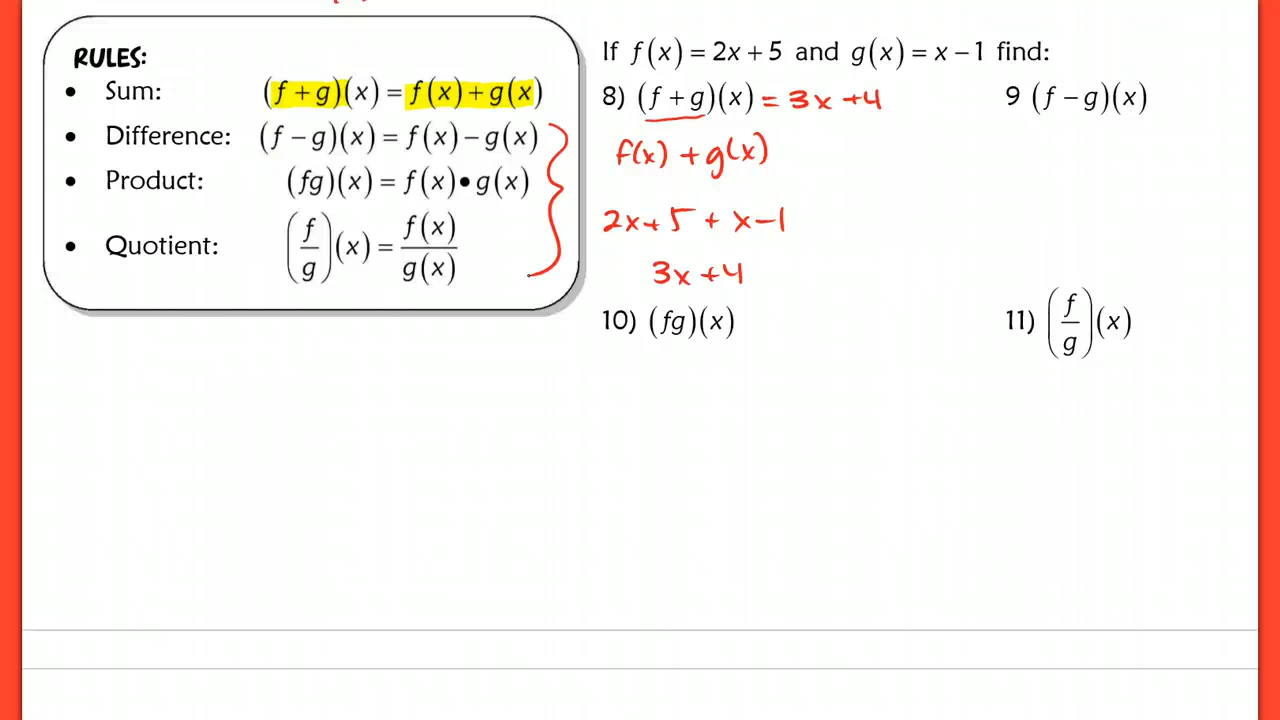 RULES:
• Sum: (f + g)(x) = f(x) + g(x)
• Difference: (f − g)(x) = f(x) − g(x)
• Product: (fg)(x) = f(x) • g(x)
• Quotient: (f/g)(x) = f(x)/g(x)
If f(x) = 2x + 5 and g(x) = x − 1 find:
8) (f + g)(x) = 3x + 4
f(x) + g(x)
2x + 5 + x − 1
3x + 4
9 (f − g)(x)
10) (fg)(x)
11) (f/g)(x)